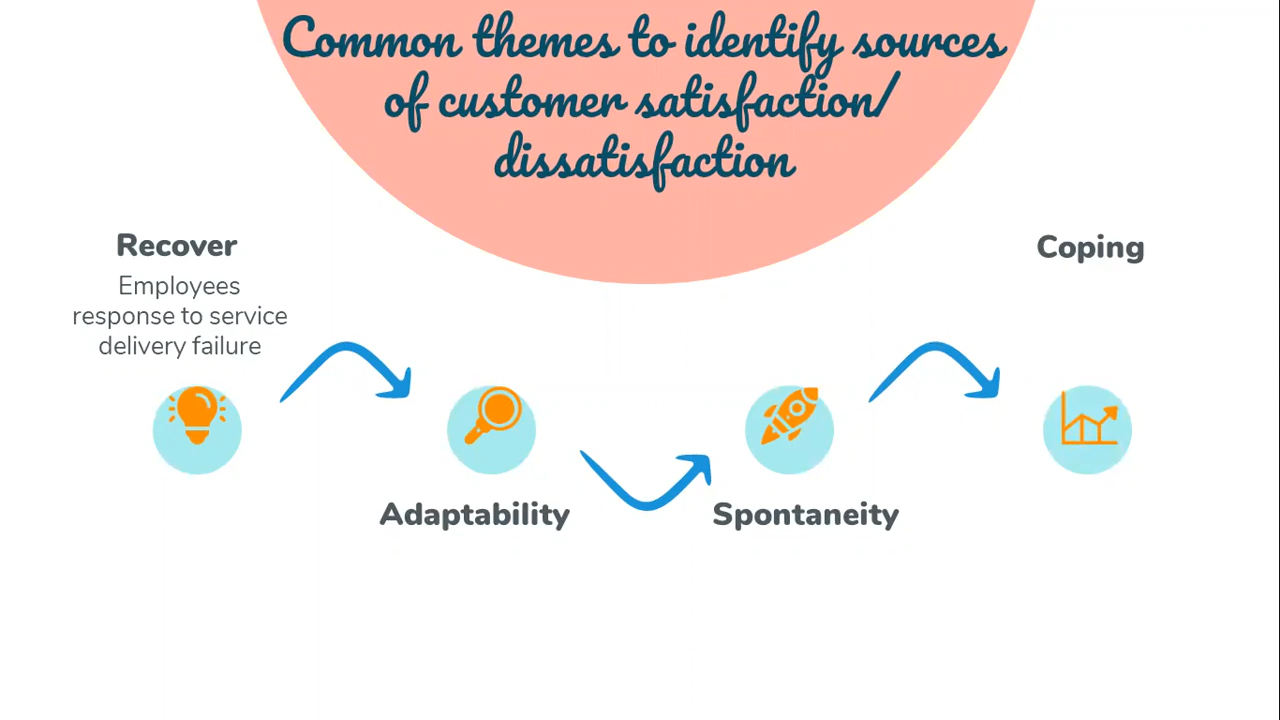 Common themes to identify sources
of customer satisfaction/
dissatisfaction
Recover
Employees
response to service
delivery failure
Coping
Adaptability
Spontaneity